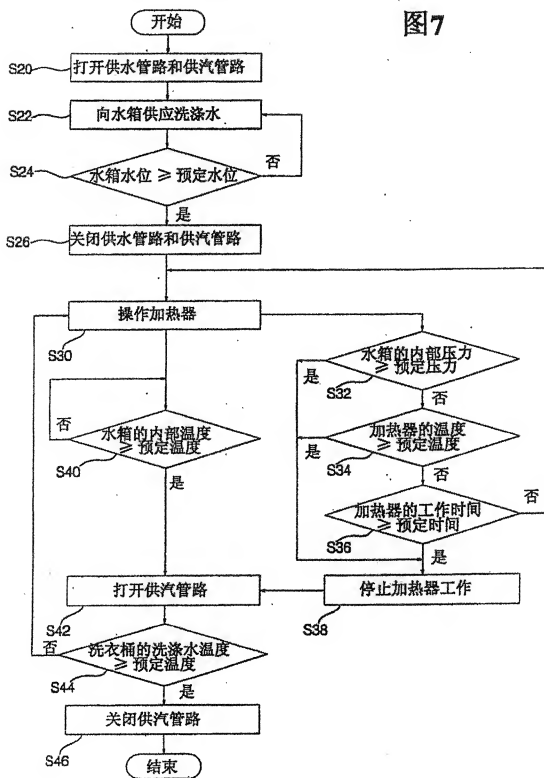 图7
开始
S20
打开供水管路和供汽管路
S22
向水箱供应洗涤水
S24
水箱水位 ≥ 预定水位
否
是
S26
关闭供水管路和供汽管路
操作加热器
S30
水箱的内部压力
≥ 预定压力
S32
是
否
加热器的温度
≥ 预定温度
S34
是
否
加热器的工作时间
≥ 预定时间
S36
否
是
停止加热器工作
S38
水箱的内部温度
≥ 预定温度
S40
否
是
打开供汽管路
S42
洗衣桶的洗涤水温度
≥ 预定温度
S44
否
是
关闭供汽管路
S46
结束